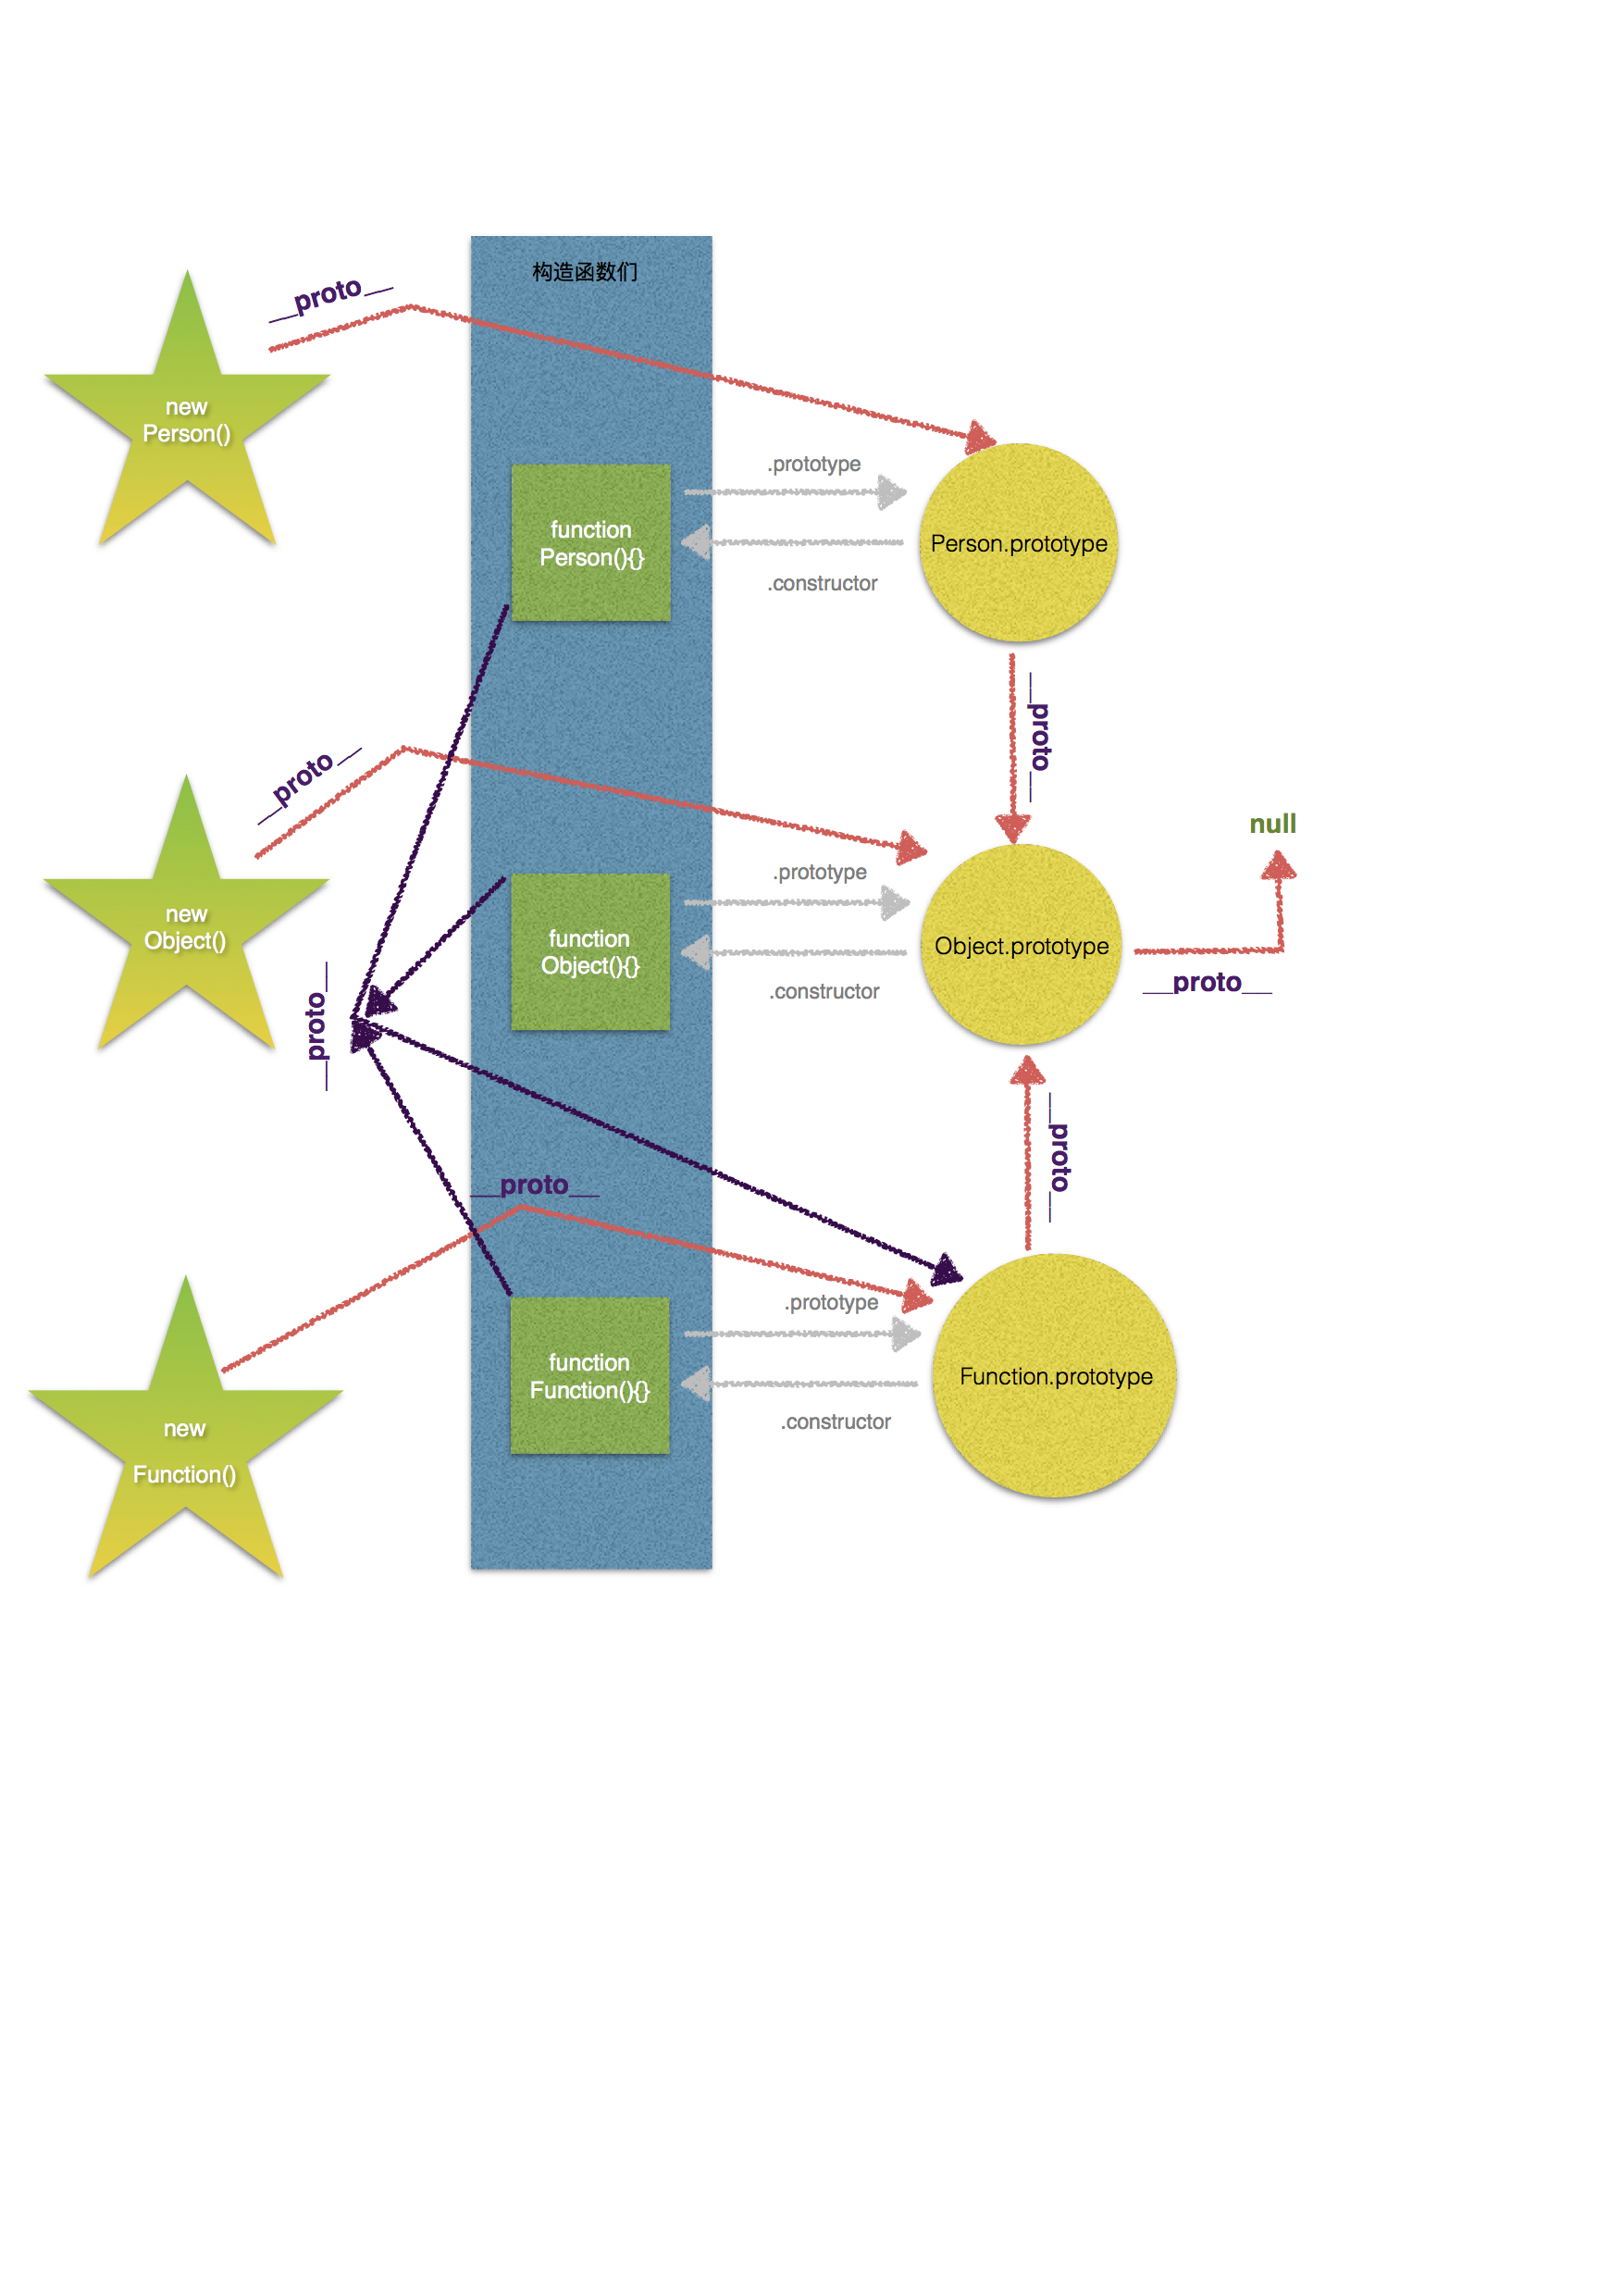 构造函数们
__proto__
new
Person()
.prototype
function
Person(){}
Person.prototype
.constructor
__proto__
__proto__
null
.prototype
new
Object()
function
Object(){}
Object.prototype
__proto__
.constructor
__proto__
__proto__
__proto__
.prototype
new
Function()
function
Function(){}
Function.prototype
.constructor